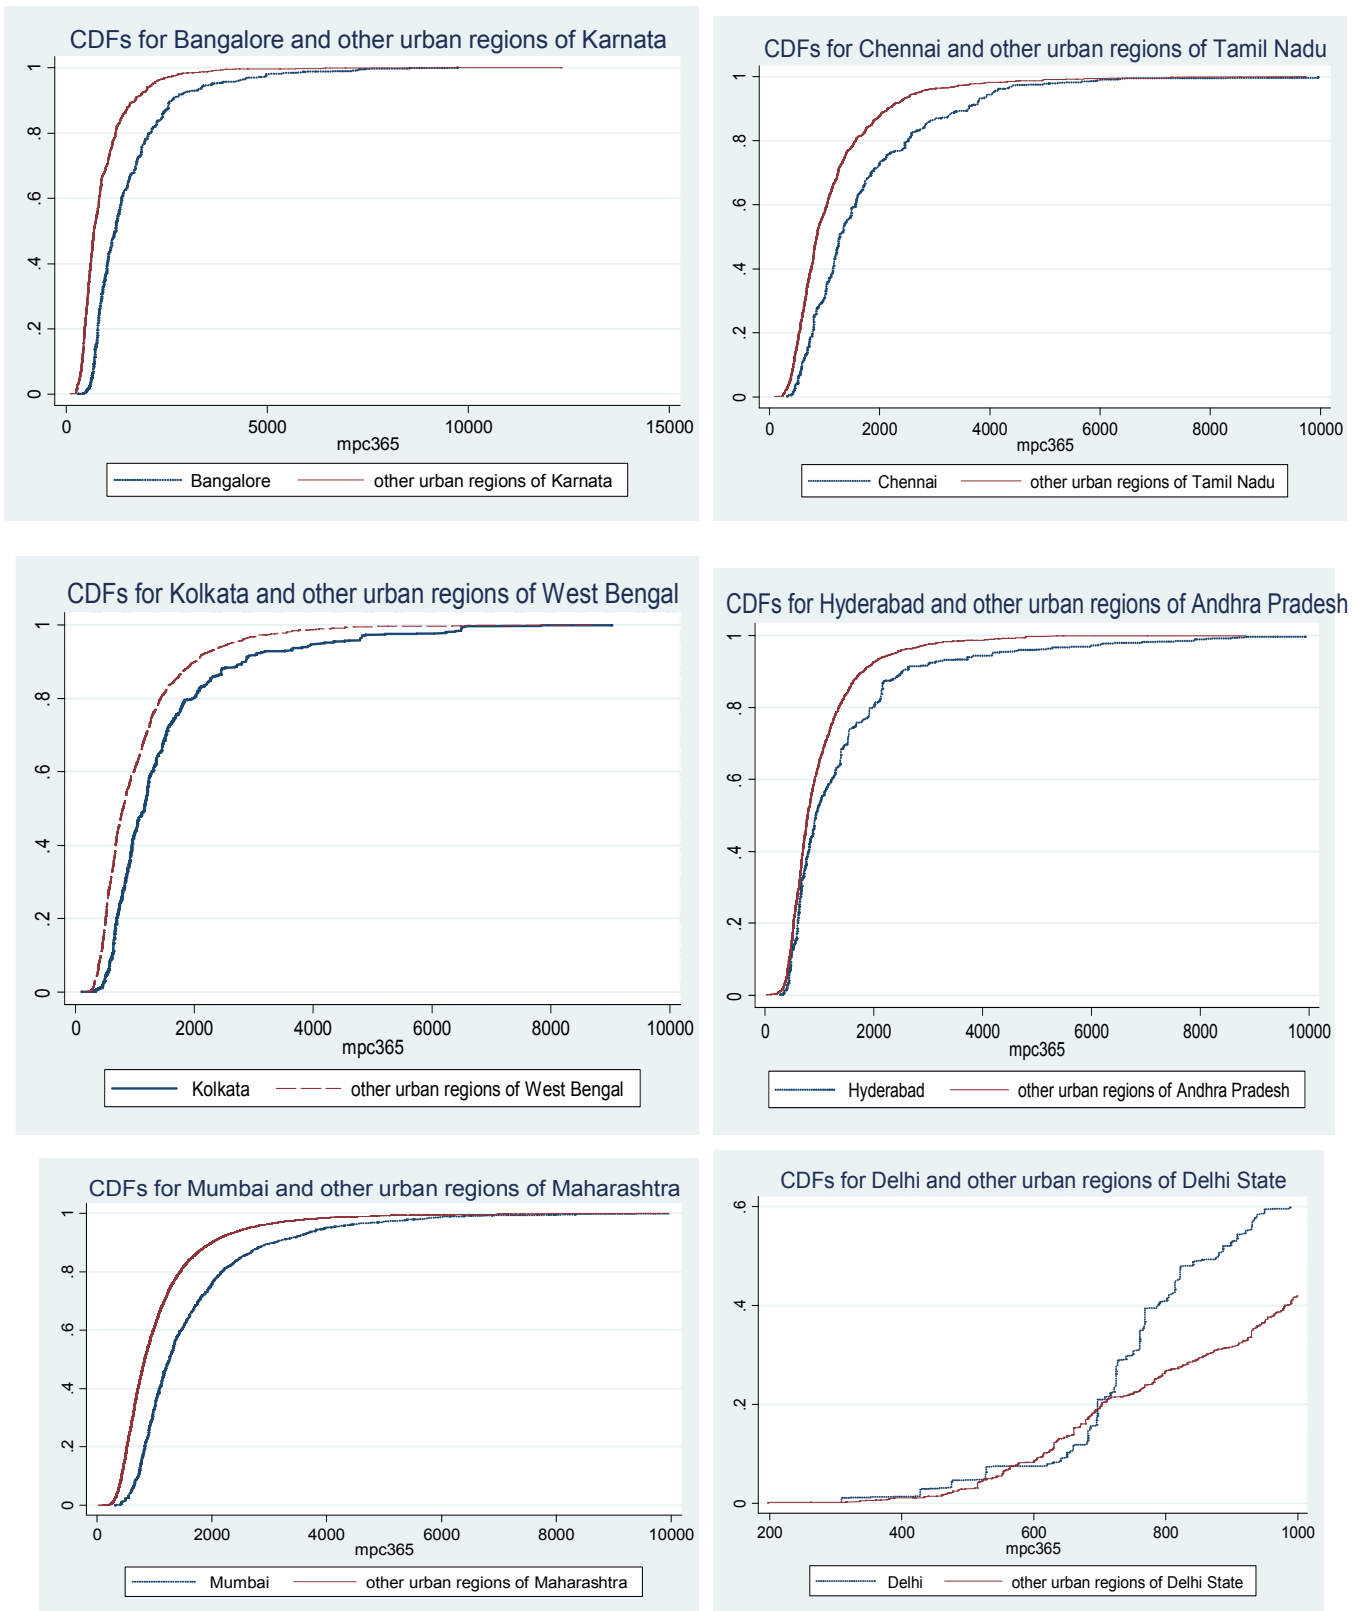 CDFs for Bangalore and other urban regions of Karnata
1
.8
.6
.4
.2
0
0 5000 10000 15000
mpc365
Bangalore other urban regions of Karnata
CDFs for Chennai and other urban regions of Tamil Nadu
1
.8
.6
.4
.2
0
0 2000 4000 6000 8000 10000
mpc365
Chennai other urban regions of Tamil Nadu
CDFs for Kolkata and other urban regions of West Bengal
1
.8
.6
.4
.2
0
0 2000 4000 6000 8000 10000
mpc365
Kolkata other urban regions of West Bengal
CDFs for Hyderabad and other urban regions of Andhra Pradesh
1
.8
.6
.4
.2
0
0 2000 4000 6000 8000 10000
mpc365
Hyderabad other urban regions of Andhra Pradesh
CDFs for Mumbai and other urban regions of Maharashtra
1
.8
.6
.4
.2
0
0 2000 4000 6000 8000 10000
mpc365
Mumbai other urban regions of Maharashtra
CDFs for Delhi and other urban regions of Delhi State
.6
.4
.2
0
200 400 600 800 1000
mpc365
Delhi other urban regions of Delhi State